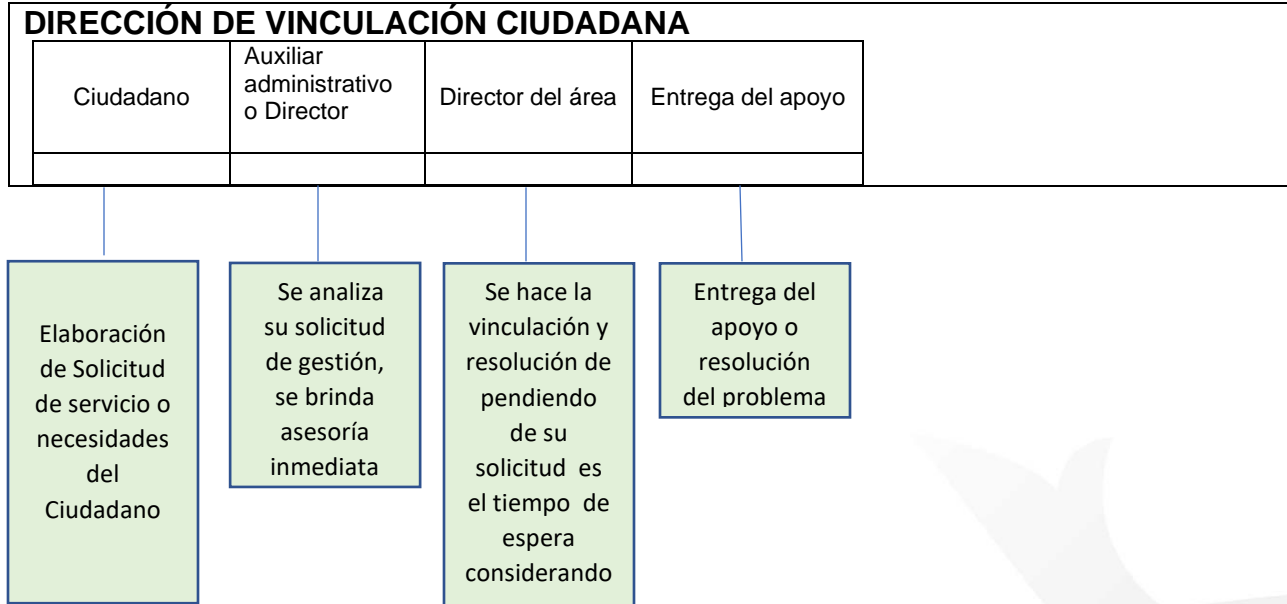 DIRECCIÓN DE VINCULACIÓN CIUDADANA
Ciudadano
Auxiliar
administrativo
o Director
Director del área
Entrega del apoyo
Elaboración
de Solicitud
de servicio o
necesidades
del
Ciudadano
Se analiza
su solicitud
de gestión,
se brinda
asesoría
inmediata
Se hace la
vinculación y
resolución de
pendiendo
de su
solicitud es
el tiempo de
espera
considerando
Entrega del
apoyo o
resolución
del problema